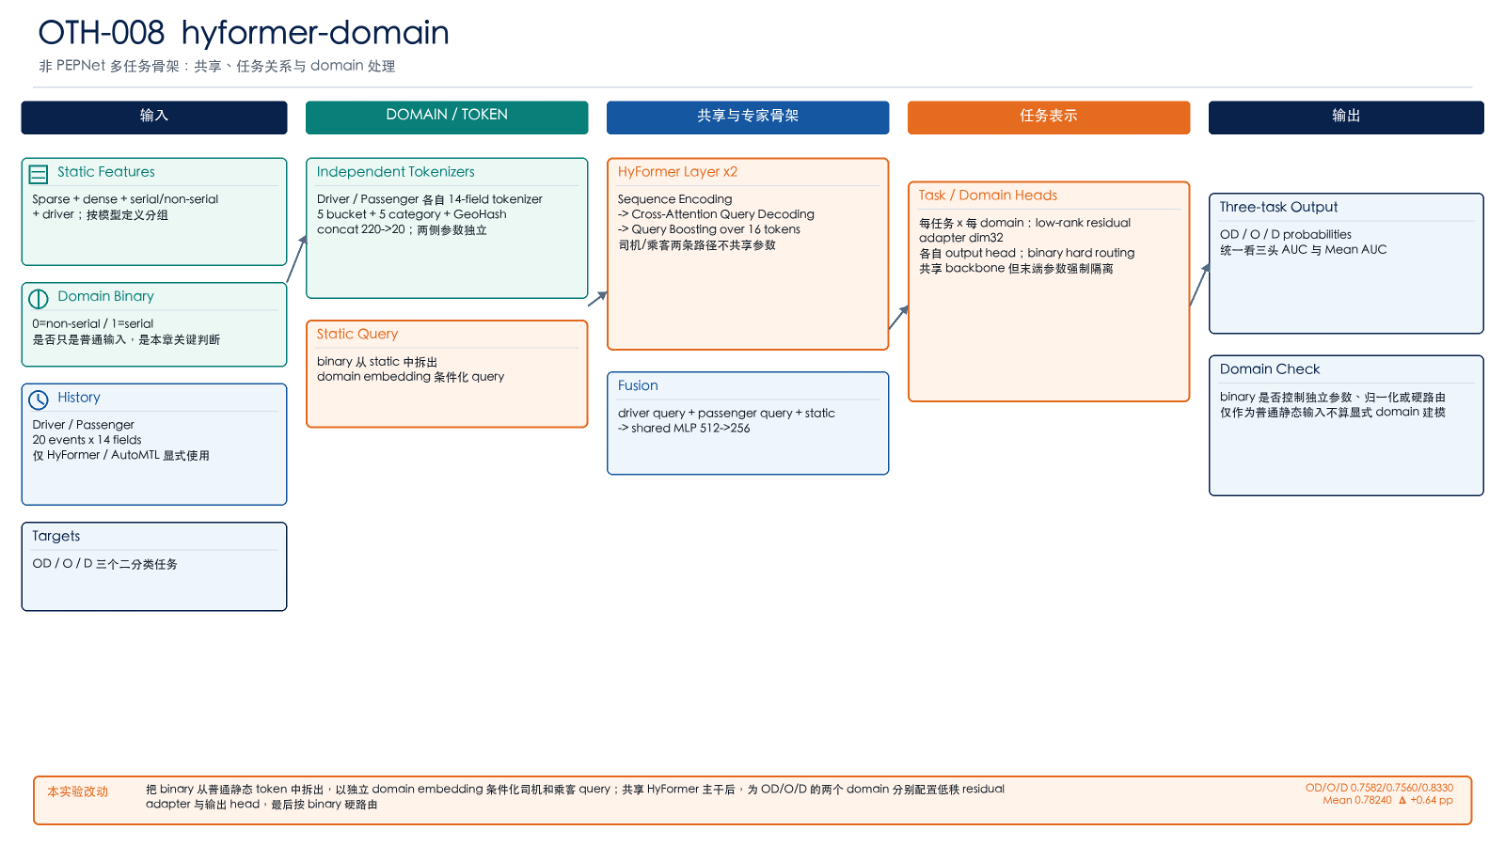 OTH-008 hyformer-domain
非 PEPNet 多任务骨架：共享、任务关系与 domain 处理
输入
DOMAIN / TOKEN
共享与专家骨架
任务表示
输出
Static Features
Sparse + dense + serial/non-serial
+ driver；按模型定义分组
Domain Binary
0=non-serial / 1=serial
是否只是普通输入，是本章关键判断
History
Driver / Passenger
20 events x 14 fields
仅 HyFormer / AutoMTL 显式使用
Targets
OD / O / D 三个二分类任务
Independent Tokenizers
Driver / Passenger 各自 14-field tokenizer
5 bucket + 5 category + GeoHash
concat 220->20；两侧参数独立
Static Query
binary 从 static 中拆出
domain embedding 条件化 query
HyFormer Layer x2
Sequence Encoding
-> Cross-Attention Query Decoding
-> Query Boosting over 16 tokens
司机/乘客两条路径不共享参数
Fusion
driver query + passenger query + static
-> shared MLP 512->256
Task / Domain Heads
每任务 x 每 domain：low-rank residual
adapter dim32
各自 output head；binary hard routing
共享 backbone 但末端参数强制隔离
Three-task Output
OD / O / D probabilities
统一看三头 AUC 与 Mean AUC
Domain Check
binary 是否控制独立参数、归一化或硬路由
仅作为普通静态输入不算显式 domain 建模
本实验改动
把 binary 从普通静态 token 中拆出，以独立 domain embedding 条件化司机和乘客 query；共享 HyFormer 主干后，为 OD/O/D 的两个 domain 分别配置低秩 residual
adapter 与输出 head，最后按 binary 硬路由
OD/O/D 0.7582/0.7560/0.8330
Mean 0.78240 Δ +0.64 pp